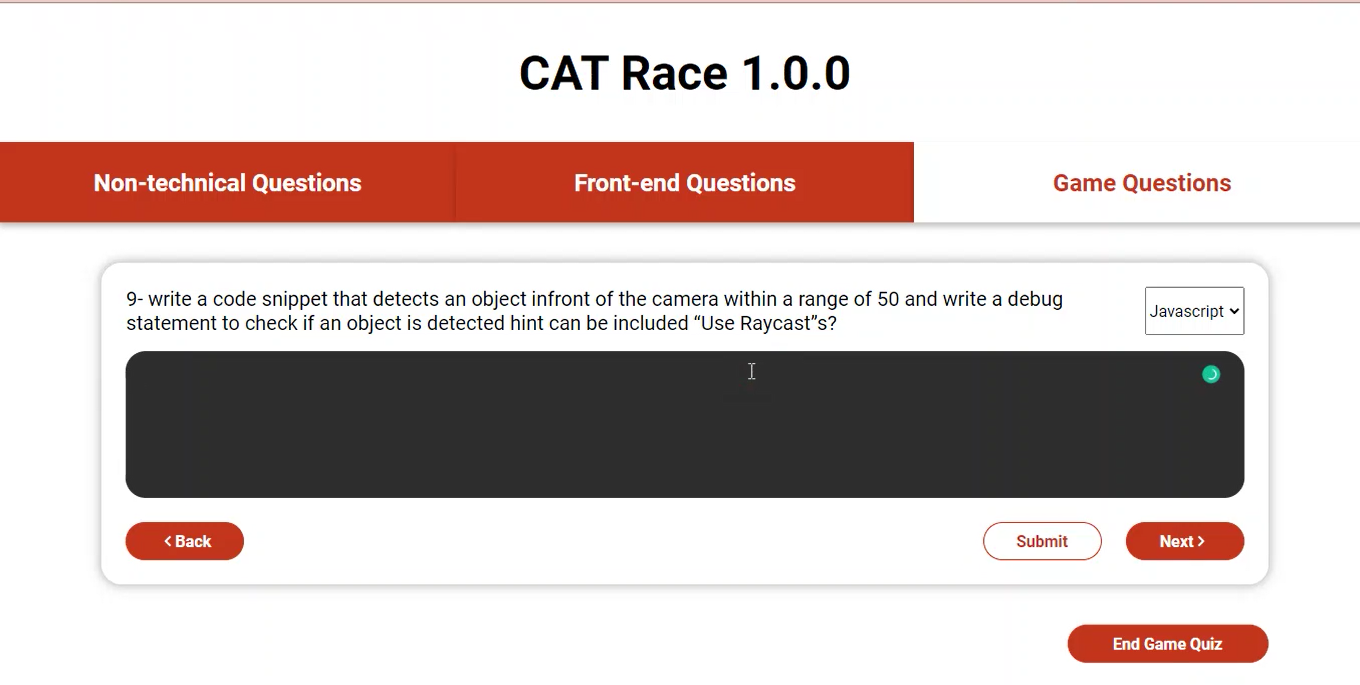 CAT Race 1.0.0
Non-technical Questions
Front-end Questions
Game Questions
9- write a code snippet that detects an object infront of the camera within a range of 50 and write a debug
statement to check if an object is detected hint can be included “Use Raycast”s?
Javascript
< Back
Submit
Next >
End Game Quiz